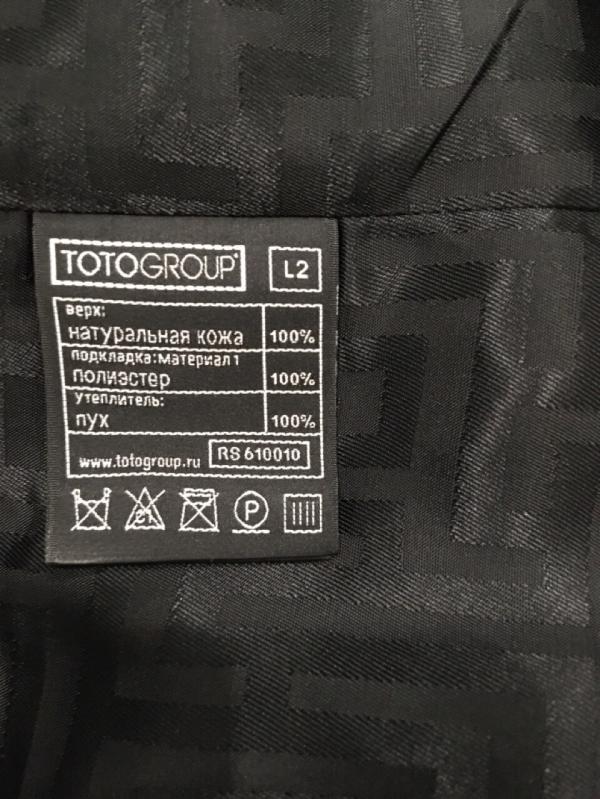 TOTOGROUP L2
верх:
натуральная кожа 100%
подкладка: материал 1
полиэстер 100%
Утеплитель:
пух 100%
www.totogroup.ru RS 610010
Cl P